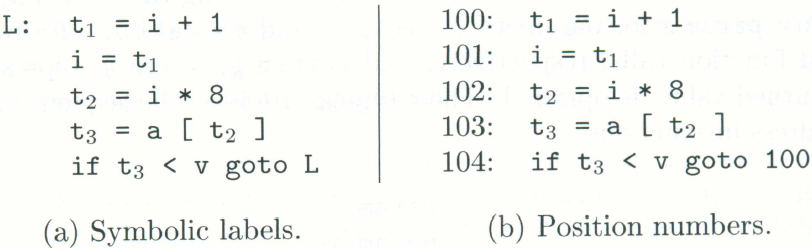 L: t₁ = i + 1
i = t₁
t₂ = i * 8
t₃ = a [ t₂ ]
if t₃ < v goto L
(a) Symbolic labels.
100: t₁ = i + 1
101: i = t₁
102: t₂ = i * 8
103: t₃ = a [ t₂ ]
104: if t₃ < v goto 100
(b) Position numbers.